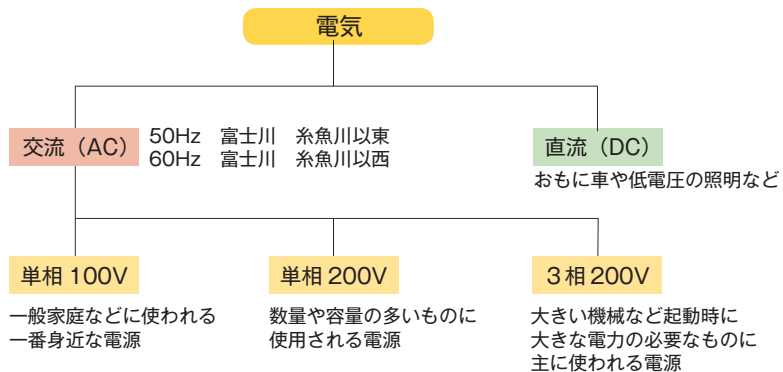 電気
交流（AC）
50Hz　富士川　糸魚川以東
60Hz　富士川　糸魚川以西
直流（DC）
おもに車や低電圧の照明など
単相 100V
一般家庭などに使われる
一番身近な電源
単相 200V
数量や容量の多いものに
使用される電源
３相 200V
大きい機械など起動時に
大きな電力の必要なものに
主に使われる電源